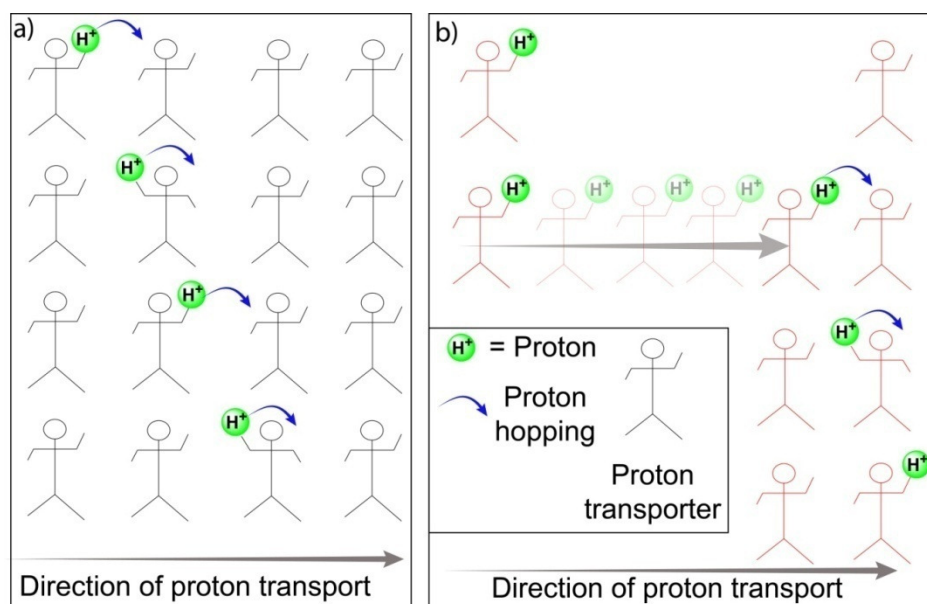 a)
H+
H+
H+
H+
Direction of proton transport
b)
H+
H+ H+ H+ H+ H+
H+
H+
H+ = Proton
Proton
hopping
Proton
transporter
Direction of proton transport